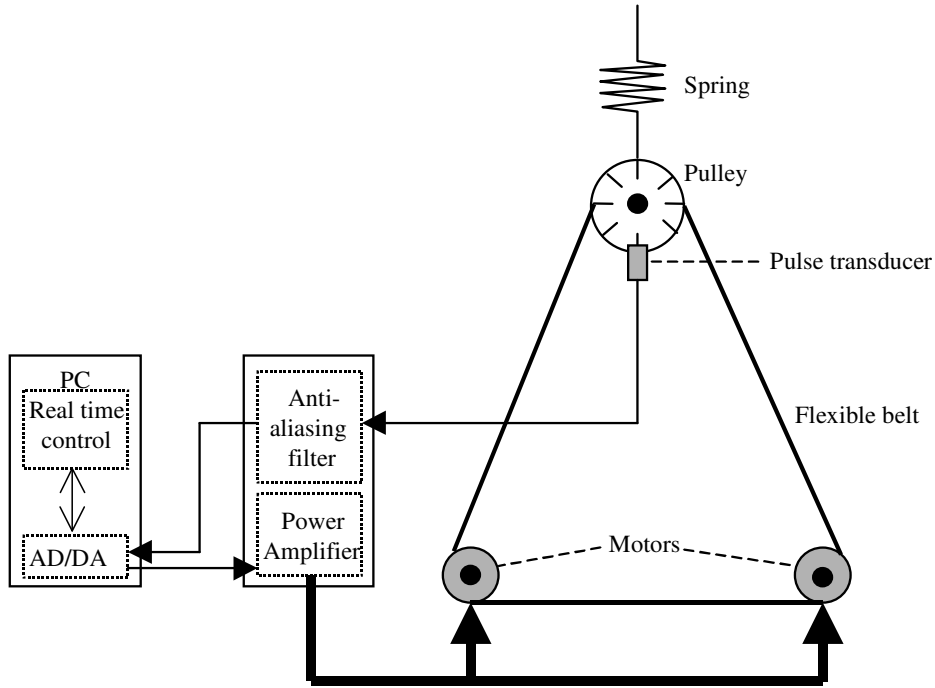 Spring
Pulley
Pulse transducer
PC
Real time
control
AD/DA
Anti-
aliasing
filter
Power
Amplifier
Flexible belt
Motors